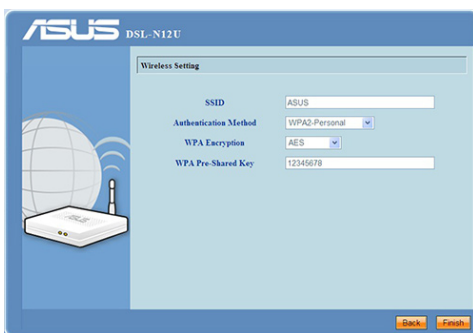 ASUS DSL-N12U
Wireless Setting
SSID ASUS
Authentication Method WPA2-Personal
WPA Encryption AES
WPA Pre-Shared Key 12345678
Back Finish